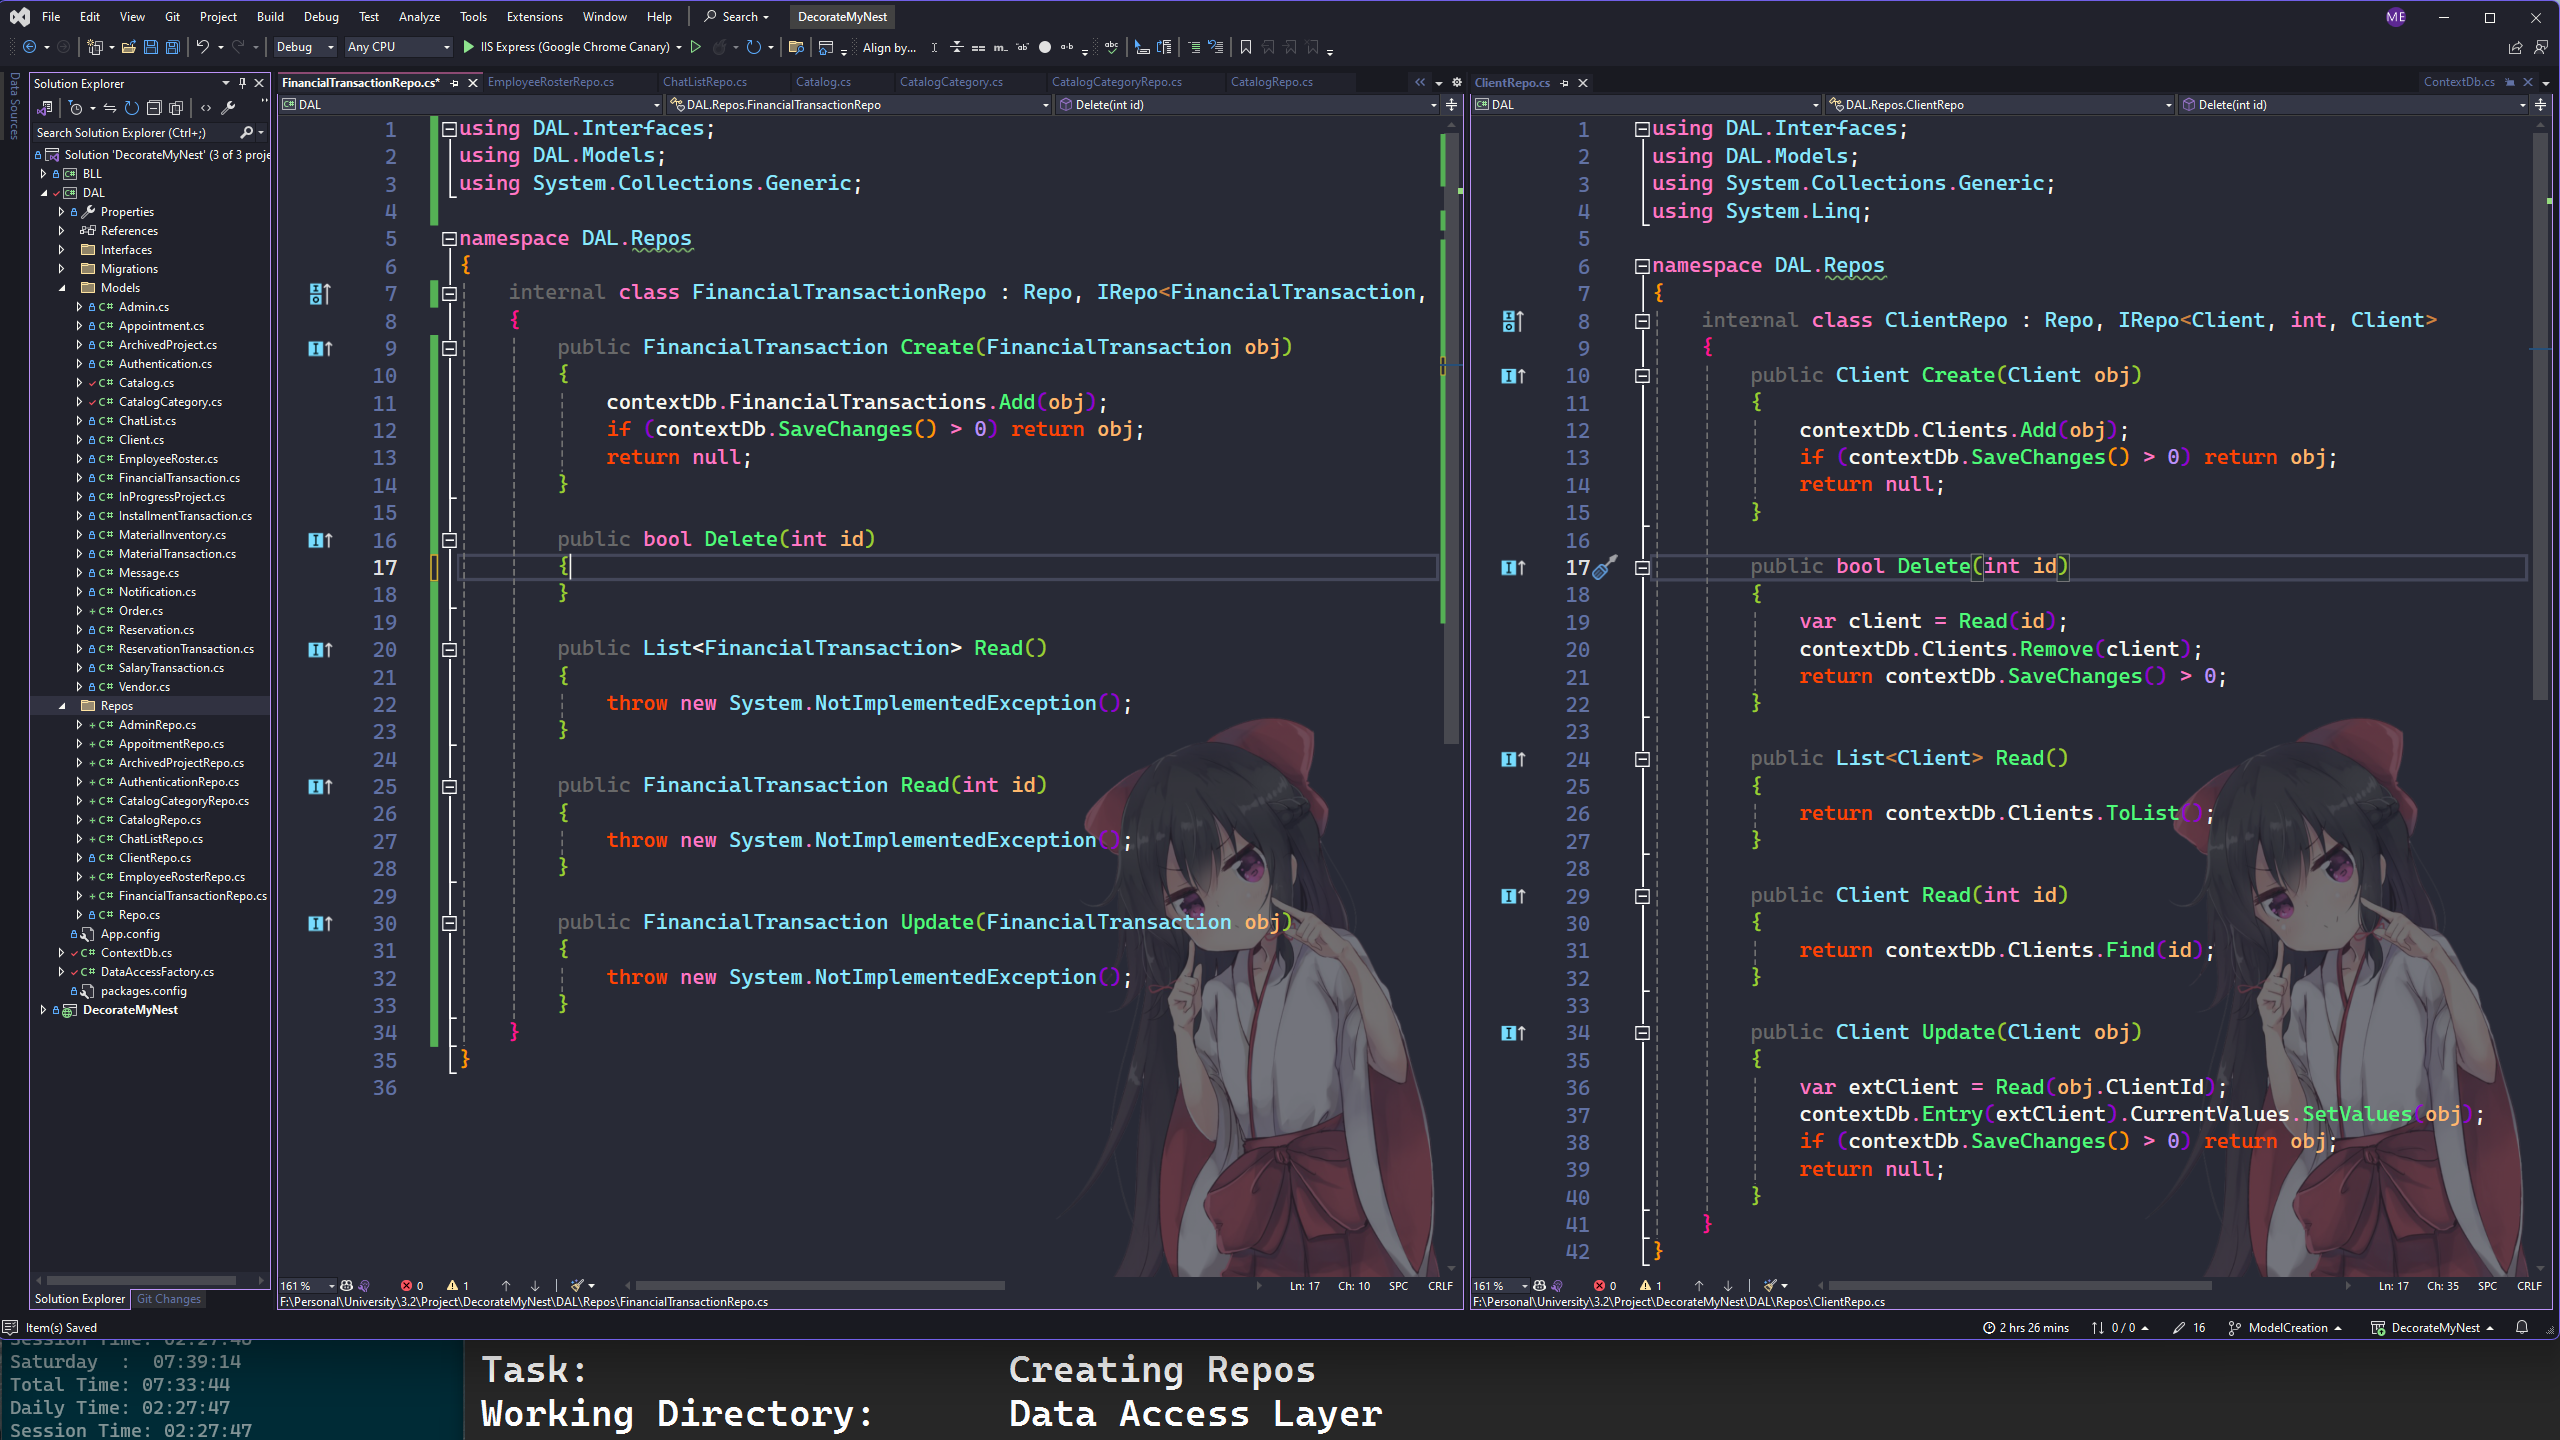 File Edit View Git Project Build Debug Test Analyze Tools Extensions Window Help Search DecorateMyNest ME
Debug Any CPU IIS Express (Google Chrome Canary) Align by...
Data Sources
Solution Explorer
Search Solution Explorer (Ctrl+;)
Solution 'DecorateMyNest' (3 of 3 proje
BLL
DAL
Properties
References
Interfaces
Migrations
Models
C# Admin.cs
C# Appointment.cs
C# ArchivedProject.cs
C# Authentication.cs
C# Catalog.cs
C# CatalogCategory.cs
C# ChatList.cs
C# Client.cs
C# EmployeeRoster.cs
C# FinancialTransaction.cs
C# InProgressProject.cs
C# InstallmentTransaction.cs
C# MaterialInventory.cs
C# MaterialTransaction.cs
C# Message.cs
C# Notification.cs
+ C# Order.cs
C# Reservation.cs
C# ReservationTransaction.cs
C# SalaryTransaction.cs
C# Vendor.cs
Repos
+ C# AdminRepo.cs
+ C# AppoitmentRepo.cs
+ C# ArchivedProjectRepo.cs
+ C# AuthenticationRepo.cs
+ C# CatalogCategoryRepo.cs
+ C# CatalogRepo.cs
+ C# ChatListRepo.cs
C# ClientRepo.cs
+ C# EmployeeRosterRepo.cs
+ C# FinancialTransactionRepo.cs
C# Repo.cs
App.config
C# ContextDb.cs
C# DataAccessFactory.cs
packages.config
DecorateMyNest
Solution Explorer Git Changes
FinancialTransactionRepo.cs* EmployeeRosterRepo.cs ChatListRepo.cs Catalog.cs CatalogCategory.cs CatalogCategoryRepo.cs CatalogRepo.cs
DAL DAL.Repos.FinancialTransactionRepo Delete(int id)
1 using DAL.Interfaces;
2 using DAL.Models;
3 using System.Collections.Generic;
4
5 namespace DAL.Repos
6 {
7 internal class FinancialTransactionRepo : Repo, IRepo<FinancialTransaction,
8 {
9 public FinancialTransaction Create(FinancialTransaction obj)
10 {
11 contextDb.FinancialTransactions.Add(obj);
12 if (contextDb.SaveChanges() > 0) return obj;
13 return null;
14 }
15
16 public bool Delete(int id)
17 {
18 }
19
20 public List<FinancialTransaction> Read()
21 {
22 throw new System.NotImplementedException();
23 }
24
25 public FinancialTransaction Read(int id)
26 {
27 throw new System.NotImplementedException();
28 }
29
30 public FinancialTransaction Update(FinancialTransaction obj)
31 {
32 throw new System.NotImplementedException();
33 }
34 }
35 }
36
161 % 0 1 Ln: 17 Ch: 10 SPC CRLF
F:\Personal\University\3.2\Project\DecorateMyNest\DAL\Repos\FinancialTransactionRepo.cs
ClientRepo.cs ContextDb.cs
DAL DAL.Repos.ClientRepo Delete(int id)
1 using DAL.Interfaces;
2 using DAL.Models;
3 using System.Collections.Generic;
4 using System.Linq;
5
6 namespace DAL.Repos
7 {
8 internal class ClientRepo : Repo, IRepo<Client, int, Client>
9 {
10 public Client Create(Client obj)
11 {
12 contextDb.Clients.Add(obj);
13 if (contextDb.SaveChanges() > 0) return obj;
14 return null;
15 }
16
17 public bool Delete(int id)
18 {
19 var client = Read(id);
20 contextDb.Clients.Remove(client);
21 return contextDb.SaveChanges() > 0;
22 }
23
24 public List<Client> Read()
25 {
26 return contextDb.Clients.ToList();
27 }
28
29 public Client Read(int id)
30 {
31 return contextDb.Clients.Find(id);
32 }
33
34 public Client Update(Client obj)
35 {
36 var extClient = Read(obj.ClientId);
37 contextDb.Entry(extClient).CurrentValues.SetValues(obj);
38 if (contextDb.SaveChanges() > 0) return obj;
39 return null;
40 }
41 }
42 }
161 % 0 1 Ln: 17 Ch: 35 SPC CRLF
F:\Personal\University\3.2\Project\DecorateMyNest\DAL\Repos\ClientRepo.cs
Item(s) Saved 2 hrs 26 mins 0 / 0 16 ModelCreation DecorateMyNest
Session Time: 02:27:46
Saturday : 07:39:14
Total Time: 07:33:44
Daily Time: 02:27:47
Session Time: 02:27:47
Task: Creating Repos
Working Directory: Data Access Layer